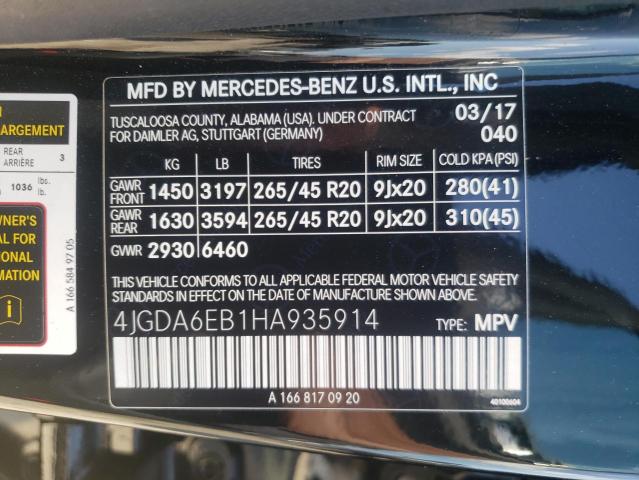 MFD BY MERCEDES-BENZ U.S. INTL., INC
TUSCALOOSA COUNTY, ALABAMA (USA). UNDER CONTRACT
FOR DAIMLER AG, STUTTGART (GERMANY)
03/17
040
KG LB TIRES RIM SIZE COLD KPA(PSI)
GAWR FRONT 1450 3197 265/45 R20 9Jx20 280(41)
GAWR REAR 1630 3594 265/45 R20 9Jx20 310(45)
GVWR 2930 6460
THIS VEHICLE CONFORMS TO ALL APPLICABLE FEDERAL MOTOR VEHICLE SAFETY
STANDARDS IN EFFECT ON THE DATE OF MANUFACTURE SHOWN ABOVE.
4JGDA6EB1HA935914 TYPE: MPV
A 166 817 09 20
40100604
ARGEMENT
REAR
ARRIÈRE 3
1036 lbs.
lb.
WNER'S
AL FOR
IONAL
MATION
A 166 584 97 05